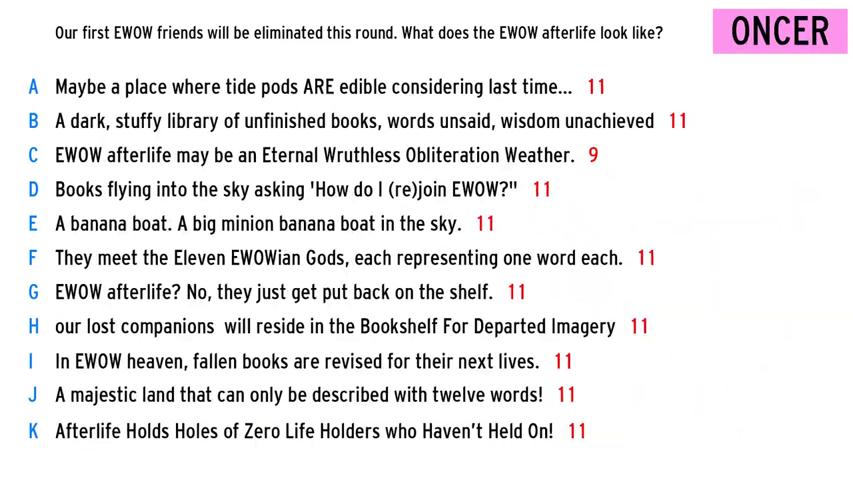 Our first EWOW friends will be eliminated this round. What does the EWOW afterlife look like?
ONCER
A Maybe a place where tide pods ARE edible considering last time... 11
B A dark, stuffy library of unfinished books, words unsaid, wisdom unachieved 11
C EWOW afterlife may be an Eternal Wruthless Obliteration Weather. 9
D Books flying into the sky asking 'How do I (re)join EWOW?" 11
E A banana boat. A big minion banana boat in the sky. 11
F They meet the Eleven EWOWian Gods, each representing one word each. 11
G EWOW afterlife? No, they just get put back on the shelf. 11
H our lost companions  will reside in the Bookshelf For Departed Imagery 11
I In EWOW heaven, fallen books are revised for their next lives. 11
J A majestic land that can only be described with twelve words! 11
K Afterlife Holds Holes of Zero Life Holders who Haven't Held On! 11